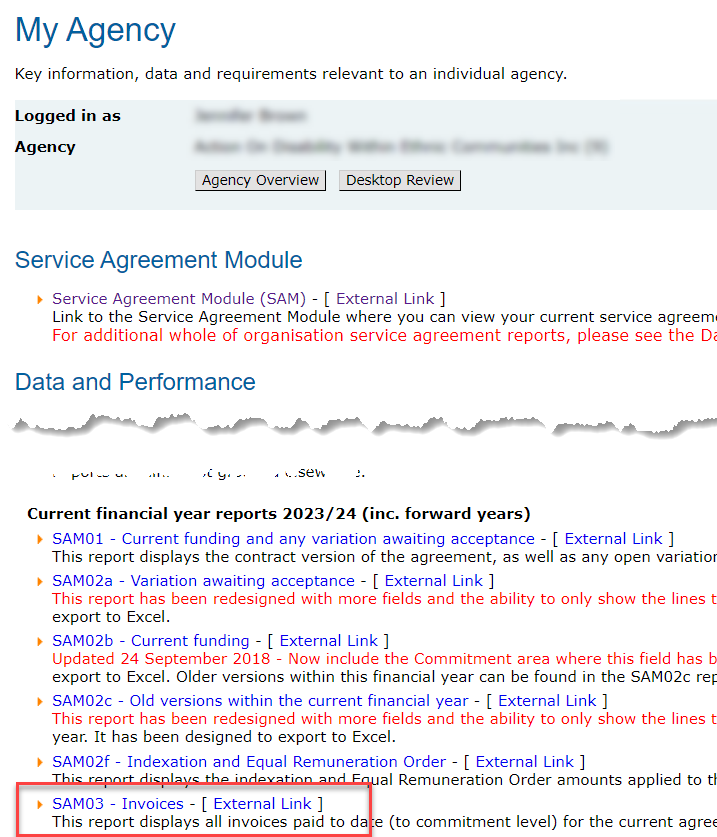 My Agency
Key information, data and requirements relevant to an individual agency.
Logged in as
Agency
Agency Overview Desktop Review
Service Agreement Module
Service Agreement Module (SAM) - [ External Link ]
Link to the Service Agreement Module where you can view your current service
For additional whole of organisation service agreement reports, please see the
Data and Performance
Current financial year reports 2023/24 (inc. forward years)
SAM01 - Current funding and any variation awaiting acceptance - [ External Link ]
This report displays the contract version of the agreement, as well as any open
SAM02a - Variation awaiting acceptance - [ External Link ]
This report has been redesigned with more fields and the ability to only show the lines
export to Excel.
SAM02b - Current funding - [ External Link ]
Updated 24 September 2018 - Now include the Commitment area where this field has
export to Excel. Older versions within this financial year can be found in the SAM02c
SAM02c - Old versions within the current financial year - [ External Link ]
This report has been redesigned with more fields and the ability to only show the lines
year. It has been designed to export to Excel.
SAM02f - Indexation and Equal Remuneration Order - [ External Link ]
This report displays the indexation and Equal Remuneration Order amounts applied to
SAM03 - Invoices - [ External Link ]
This report displays all invoices paid to date (to commitment level) for the current